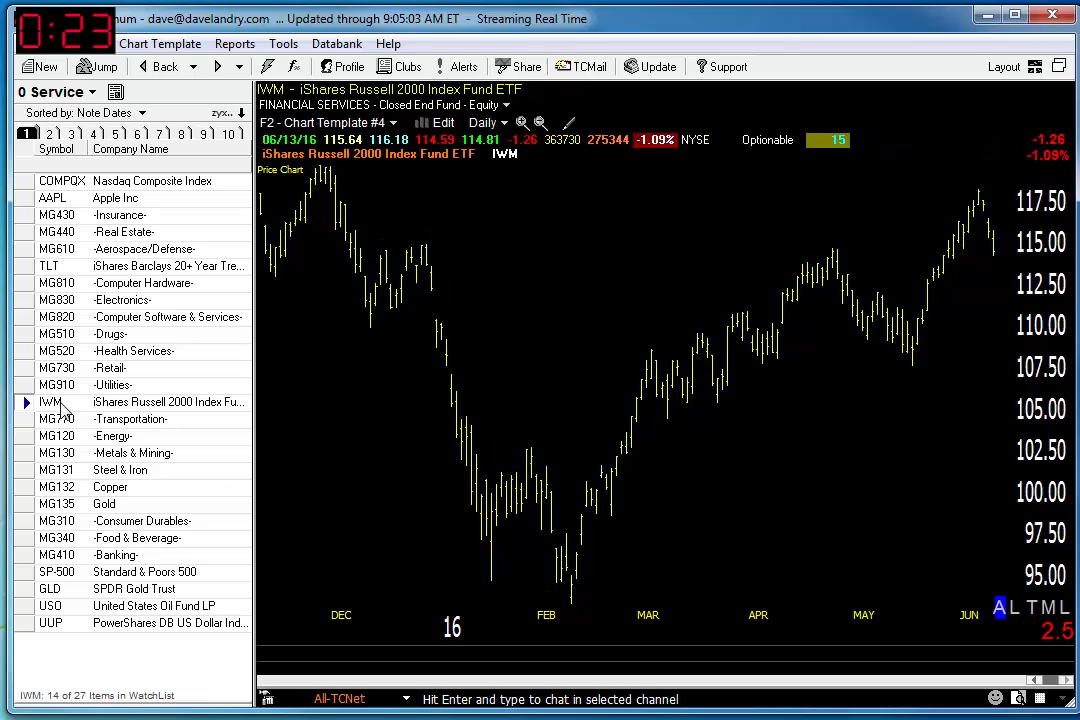 0:23
num - dave@davelandry.com ... Updated through 9:05:03 AM ET - Streaming Real Time
Chart Template Reports Tools Databank Help
New Jump Back Profile Clubs Alerts Share TCMail Update Support Layout
0 Service
IWM - iShares Russell 2000 Index Fund ETF
FINANCIAL SERVICES - Closed End Fund - Equity
Sorted by: Note Dates zyx..
F2 - Chart Template #4 Edit Daily
1 2 3 4 5 6 7 8 9 10
06/13/16 115.64 116.18 114.59 114.81 -1.26 363730 275344 -1.09% NYSE Optionable 15 -1.26
Symbol Company Name
iShares Russell 2000 Index Fund ETF IWM -1.09%
Price Chart
COMPQX Nasdaq Composite Index
AAPL Apple Inc
MG430 -Insurance-
MG440 -Real Estate-
MG610 -Aerospace/Defense-
TLT iShares Barclays 20+ Year Tre...
MG810 -Computer Hardware-
MG830 -Electronics-
MG820 -Computer Software & Services-
MG510 -Drugs-
MG520 -Health Services-
MG730 -Retail-
MG910 -Utilities-
IWM iShares Russell 2000 Index Fu...
MG770 -Transportation-
MG120 -Energy-
MG130 -Metals & Mining-
MG131 Steel & Iron
MG132 Copper
MG135 Gold
MG310 -Consumer Durables-
MG340 -Food & Beverage-
MG410 -Banking-
SP-500 Standard & Poors 500
GLD SPDR Gold Trust
USO United States Oil Fund LP
UUP PowerShares DB US Dollar Ind...
117.50
115.00
112.50
110.00
107.50
105.00
102.50
100.00
97.50
95.00
A L T M L
2.5
DEC 16 FEB MAR APR MAY JUN
IWM: 14 of 27 Items in WatchList
All-TCNet Hit Enter and type to chat in selected channel